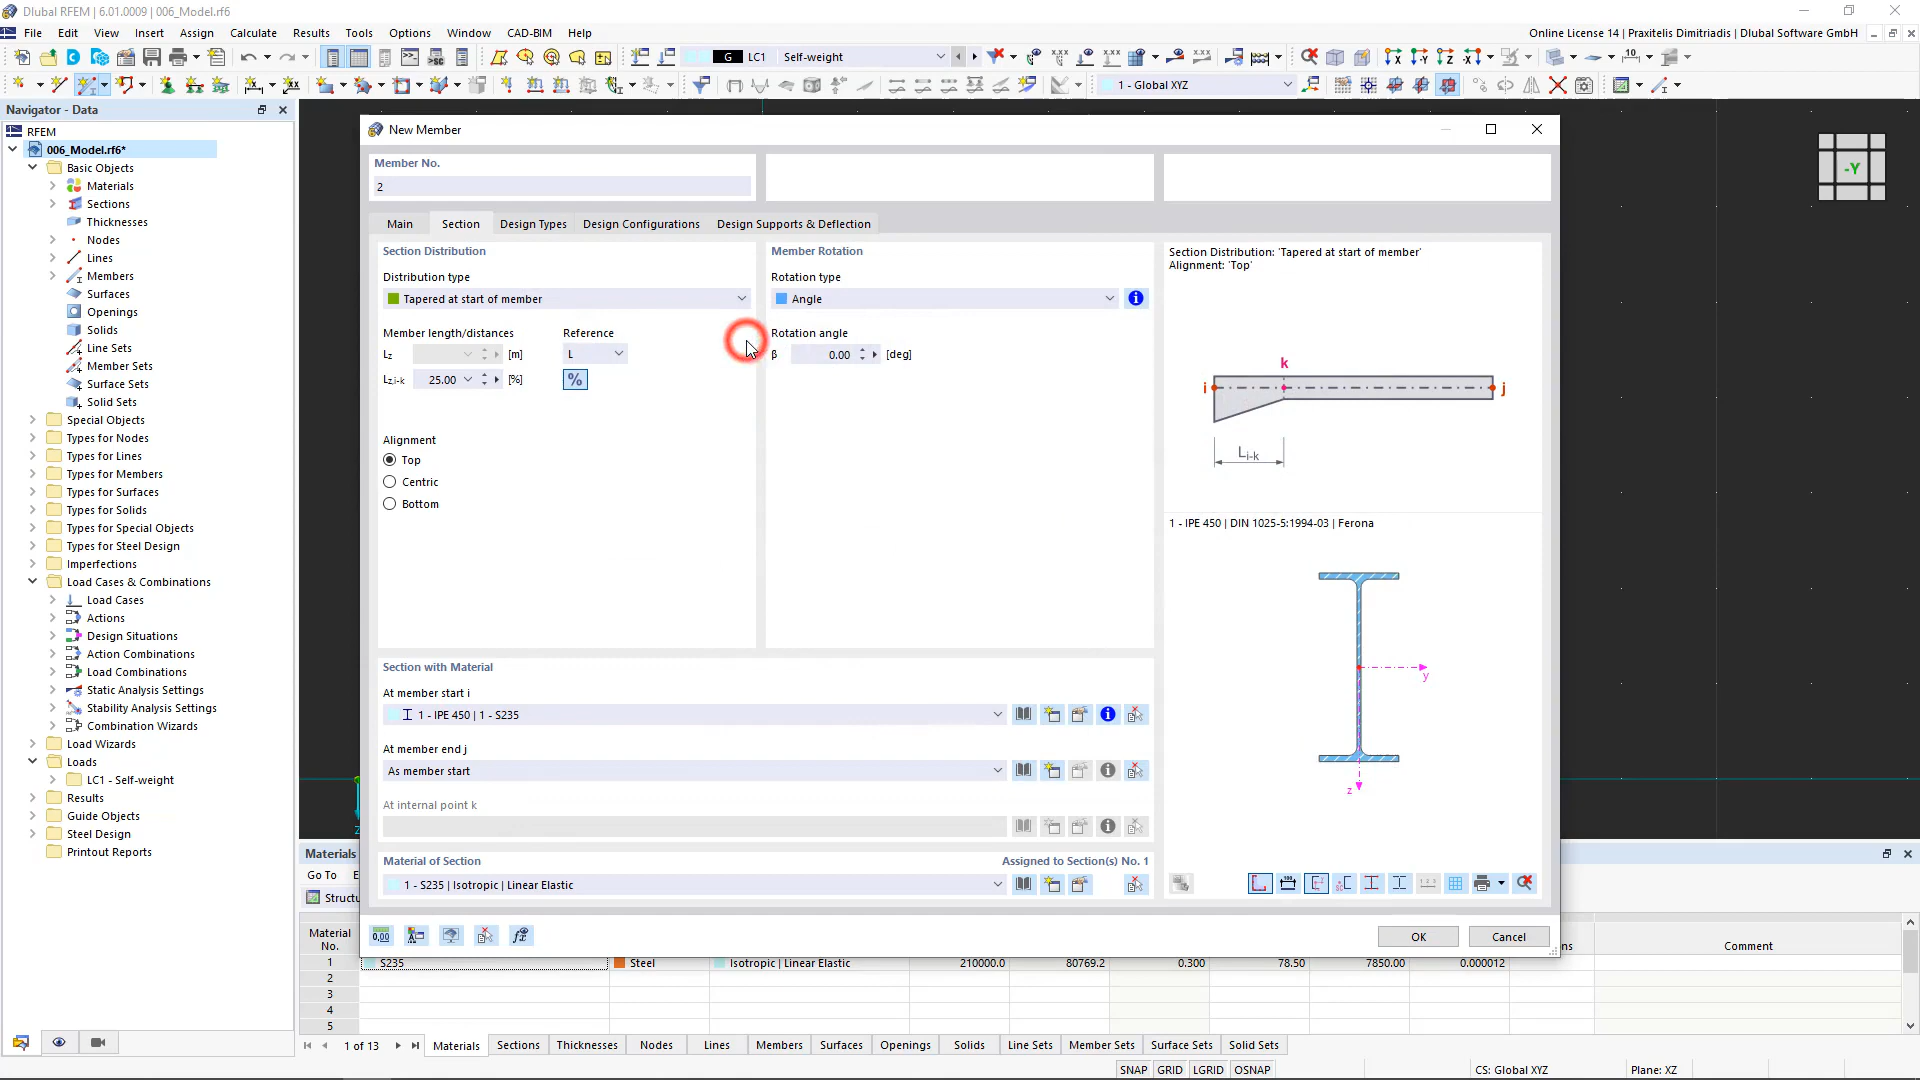 Dlubal RFEM | 6.01.0009 | 006_Model.rf6*
File Edit View Insert Assign Calculate Results Tools Options Window CAD-BIM Help
Online License 14 | Praxitelis Dimitriadis | Dlubal Software GmbH
G LC1 Self-weight
1 - Global XYZ
Navigator - Data
RFEM
006_Model.rf6*
Basic Objects
Materials
Sections
Thicknesses
Nodes
Lines
Members
Surfaces
Openings
Solids
Line Sets
Member Sets
Surface Sets
Solid Sets
Special Objects
Types for Nodes
Types for Lines
Types for Members
Types for Surfaces
Types for Solids
Types for Special Objects
Types for Steel Design
Imperfections
Load Cases & Combinations
Load Cases
Actions
Design Situations
Action Combinations
Load Combinations
Static Analysis Settings
Stability Analysis Settings
Combination Wizards
Load Wizards
Loads
LC1 - Self-weight
Results
Guide Objects
Steel Design
Printout Reports
New Member
Member No.
2
Main Section Design Types Design Configurations Design Supports & Deflection
Section Distribution
Distribution type
Tapered at start of member
Member length/distances Reference
Lz [m] L
Lz,i-k 25.00 [%] %
Alignment
Top
Centric
Bottom
Member Rotation
Rotation type
Angle
Rotation angle
β 0.00 [deg]
Section Distribution: 'Tapered at start of member'
Alignment: 'Top'
k
i j
Li-k
1 - IPE 450 | DIN 1025-5:1994-03 | Ferona
y
z
Section with Material
At member start i
1 - IPE 450 | 1 - S235
At member end j
As member start
At internal point k
Material of Section Assigned to Section(s) No. 1
1 - S235 | Isotropic | Linear Elastic
OK Cancel
-Y
Materials
Go To
Material
No.
Comment
1 S235 Steel Isotropic | Linear Elastic 210000.0 80769.2 0.300 78.50 7850.00 0.000012
2
3
4
5
1 of 13 Materials Sections Thicknesses Nodes Lines Members Surfaces Openings Solids Line Sets Member Sets Surface Sets Solid Sets
SNAP GRID LGRID OSNAP CS: Global XYZ Plane: XZ